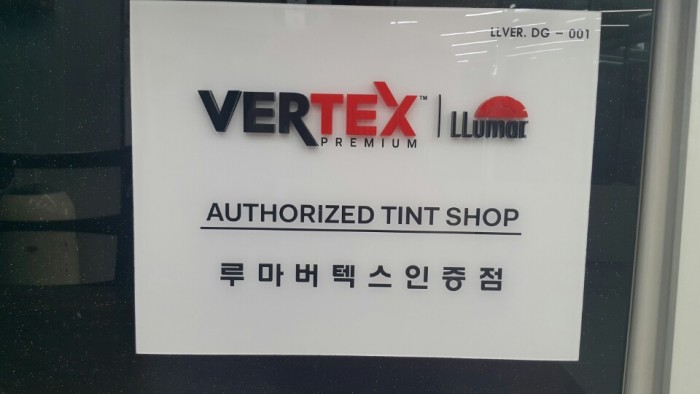 LLVER. DG - 001
VERTEX™ | LLumar
PREMIUM
AUTHORIZED TINT SHOP
루마버텍스인증점